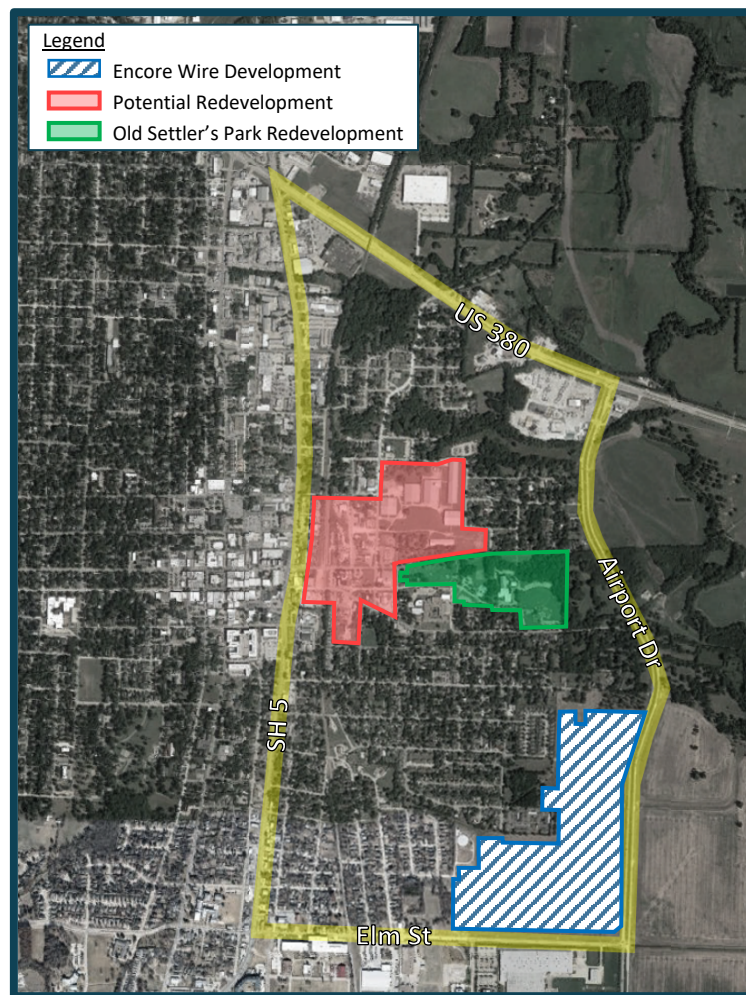 Legend
Encore Wire Development
Potential Redevelopment
Old Settler's Park Redevelopment
US 380
Airport Dr
SH 5
Elm St